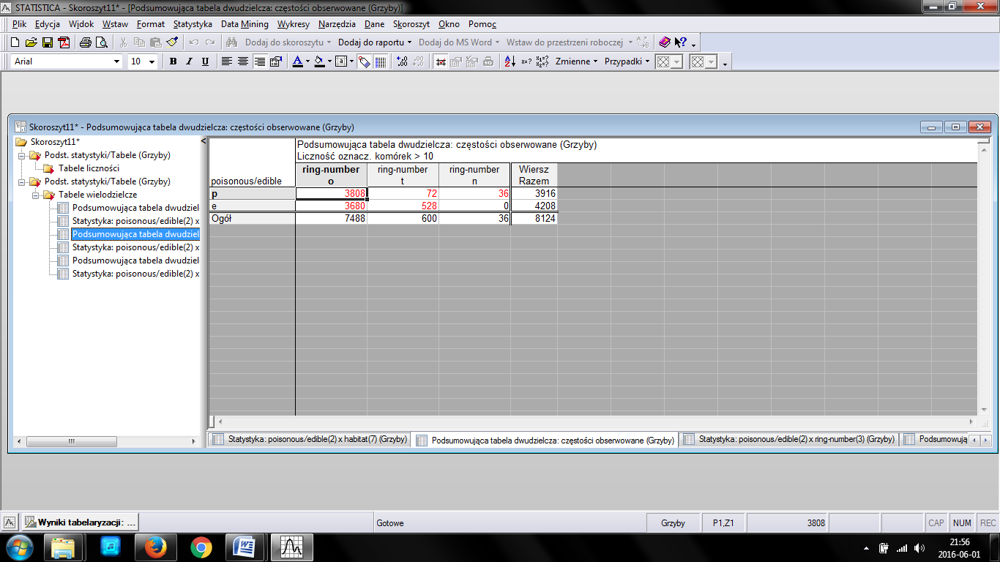 STATISTICA - Skoroszyt11* - [Podsumowująca tabela dwudzielcza: częstości obserwowane (Grzyby)]
Plik Edycja Widok Wstaw Format Statystyka Data Mining Wykresy Narzędzia Dane Skoroszyt Okno Pomoc
Dodaj do skoroszytu Dodaj do raportu Dodaj do MS Word Wstaw do przestrzeni roboczej
Arial 10 B I U A Zmienne Przypadki
Skoroszyt11* - Podsumowująca tabela dwudzielcza: częstości obserwowane (Grzyby)
Skoroszyt11*
Podst. statystyki/Tabele (Grzyby)
Tabele liczności
Podst. statystyki/Tabele (Grzyby)
Tabele wielodzielcze
Podsumowująca tabela dwudziel
Statystyka: poisonous/edible(2) x
Podsumowująca tabela dwudziel
Statystyka: poisonous/edible(2) x
Podsumowująca tabela dwudziel
Statystyka: poisonous/edible(2) x
Podsumowująca tabela dwudzielcza: częstości obserwowane (Grzyby)
Liczność oznacz. komórek > 10
ring-number ring-number ring-number Wiersz
poisonous/edible o t n Razem
p 3808 72 36 3916
e 3680 528 0 4208
Ogół 7488 600 36 8124
Statystyka: poisonous/edible(2) x habitat(7) (Grzyby) Podsumowująca tabela dwudzielcza: częstości obserwowane (Grzyby) Statystyka: poisonous/edible(2) x ring-number(3) (Grzyby) Podsumowują
Wyniki tabelaryzacji: ... Gotowe Grzyby P1,Z1 3808 CAP NUM REC
21:56
2016-06-01